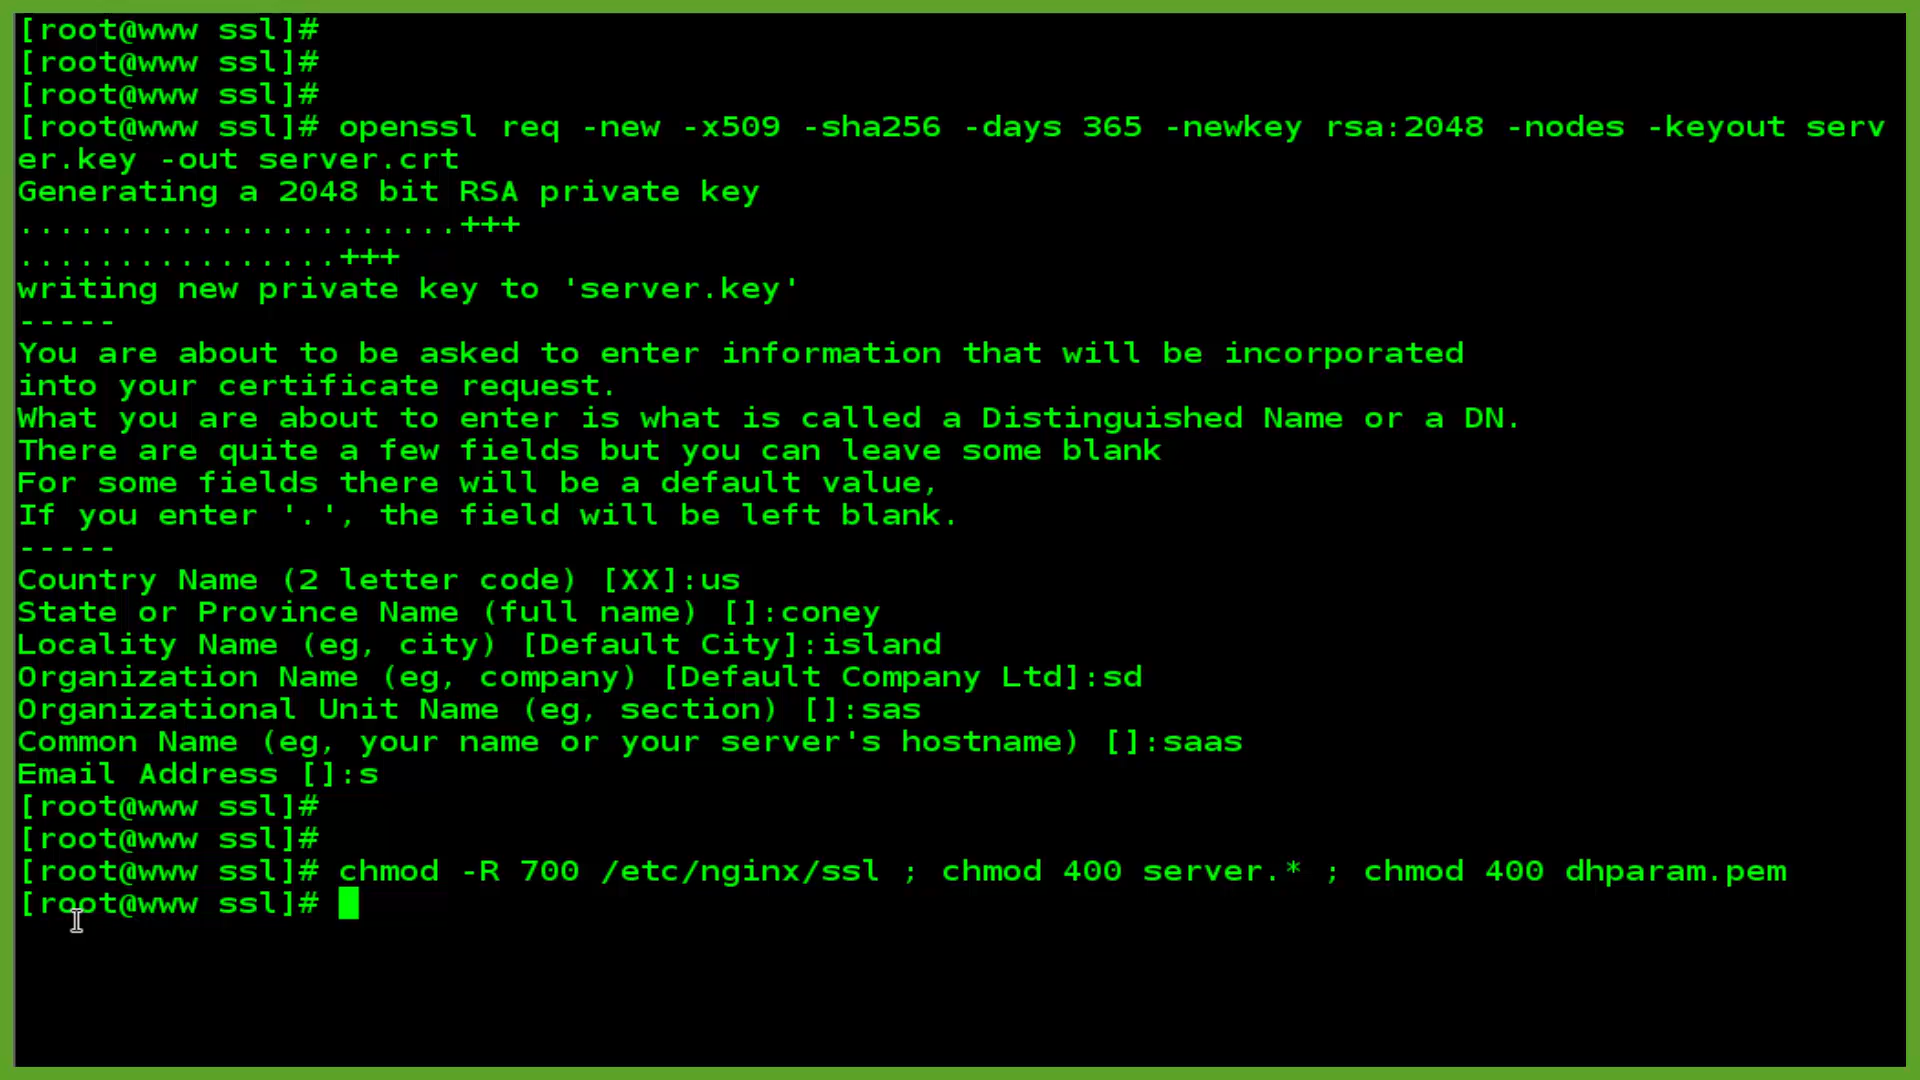 [root@www ssl]#
[root@www ssl]#
[root@www ssl]#
[root@www ssl]# openssl req -new -x509 -sha256 -days 365 -newkey rsa:2048 -nodes -keyout serv
er.key -out server.crt
Generating a 2048 bit RSA private key
......................+++
................+++
writing new private key to 'server.key'
-----
You are about to be asked to enter information that will be incorporated
into your certificate request.
What you are about to enter is what is called a Distinguished Name or a DN.
There are quite a few fields but you can leave some blank
For some fields there will be a default value,
If you enter '.', the field will be left blank.
-----
Country Name (2 letter code) [XX]:us
State or Province Name (full name) []:coney
Locality Name (eg, city) [Default City]:island
Organization Name (eg, company) [Default Company Ltd]:sd
Organizational Unit Name (eg, section) []:sas
Common Name (eg, your name or your server's hostname) []:saas
Email Address []:s
[root@www ssl]#
[root@www ssl]#
[root@www ssl]# chmod -R 700 /etc/nginx/ssl ; chmod 400 server.* ; chmod 400 dhparam.pem
[root@www ssl]#